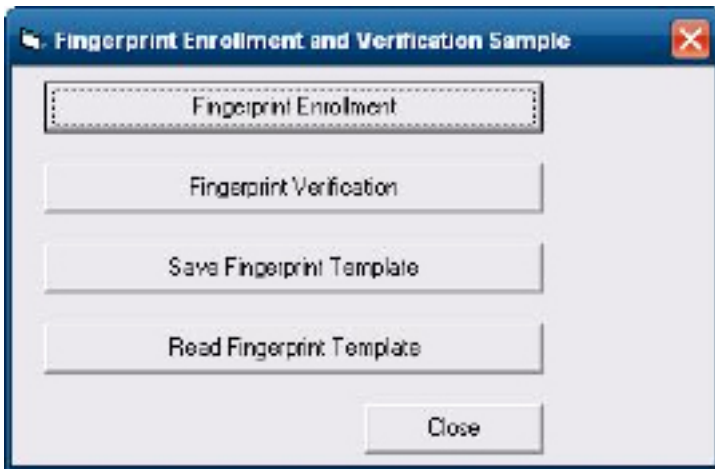 Fingerprint Enrollment and Verification Sample
Fingerprint Enrollment
Fingerprint Verification
Save Fingerprint Template
Read Fingerprint Template
Close